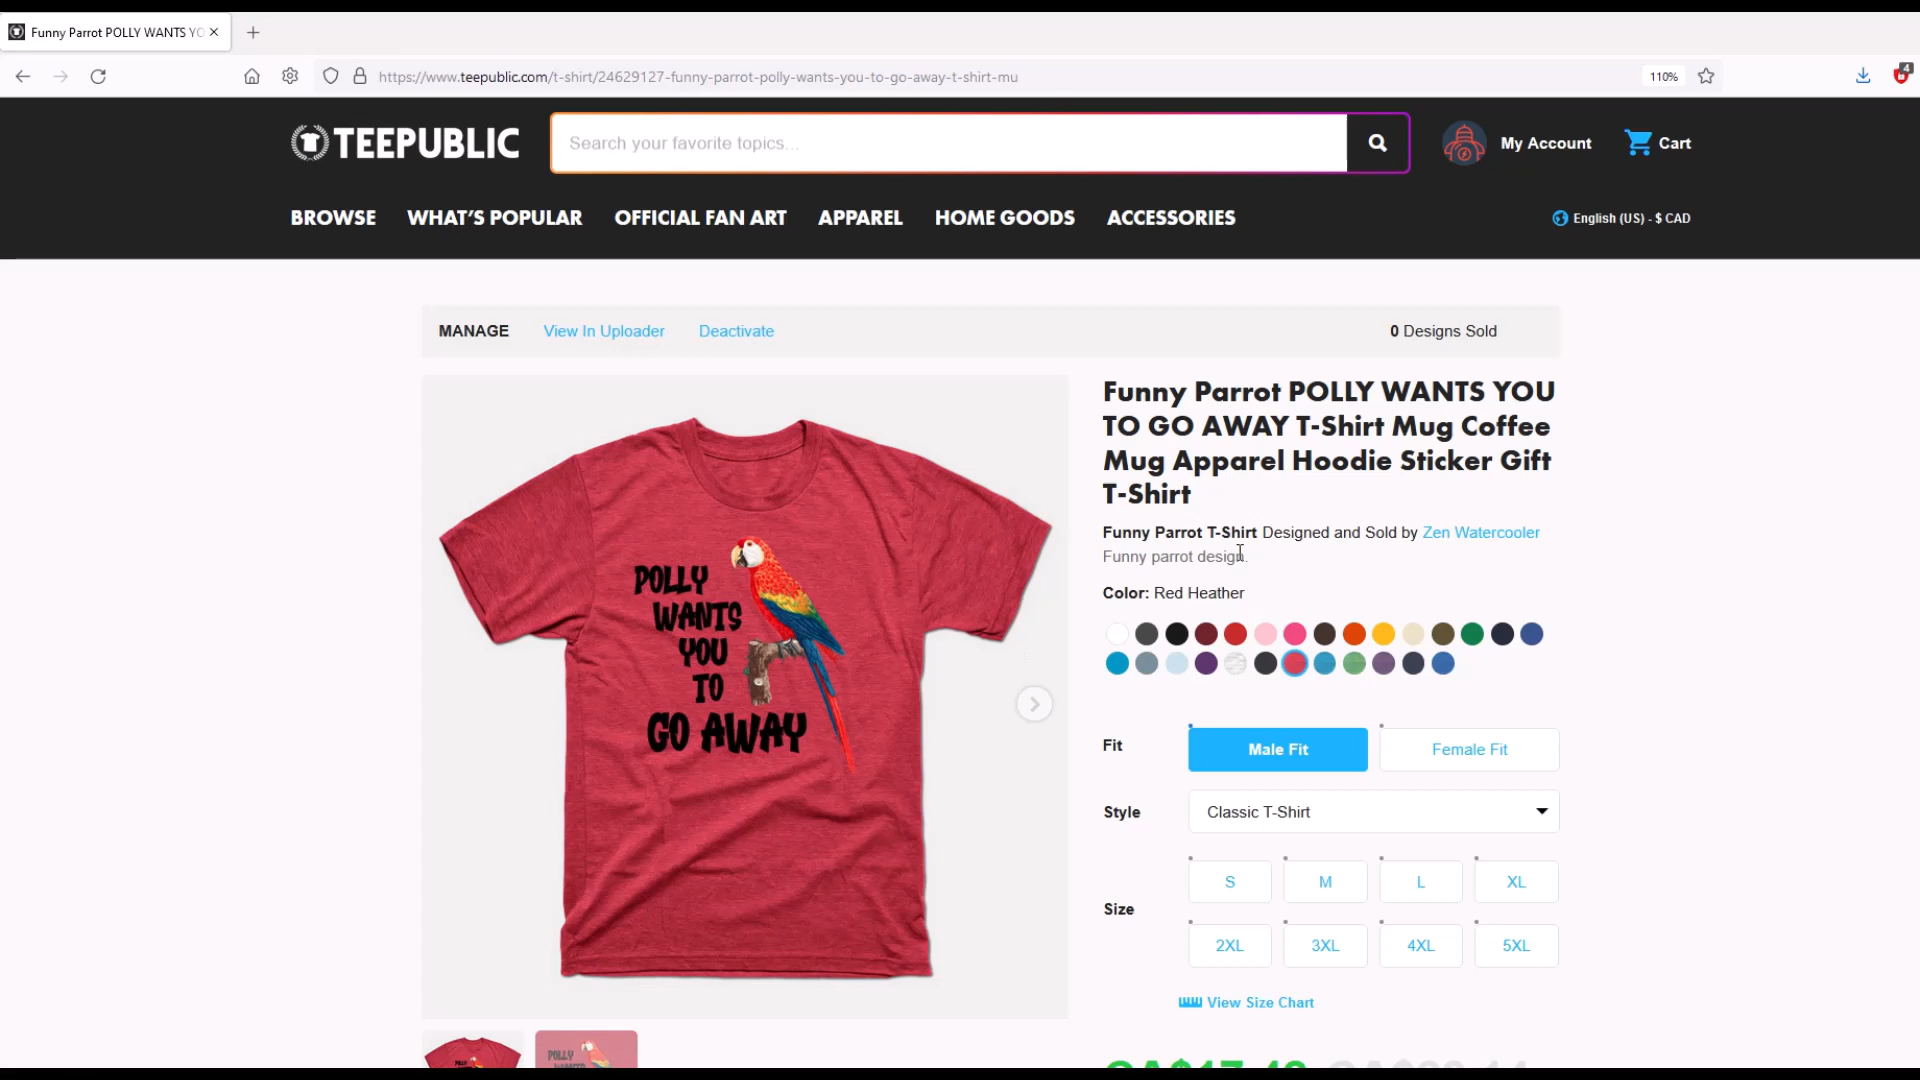 Funny Parrot POLLY WANTS YO
https://www.teepublic.com/t-shirt/24629127-funny-parrot-polly-wants-you-to-go-away-t-shirt-mu
110%
4
TEEPUBLIC
Search your favorite topics...
My Account
Cart
BROWSE
WHAT'S POPULAR
OFFICIAL FAN ART
APPAREL
HOME GOODS
ACCESSORIES
English (US) - $ CAD
MANAGE
View In Uploader
Deactivate
0 Designs Sold
POLLY
WANTS
YOU
TO
GO AWAY
Funny Parrot POLLY WANTS YOU
TO GO AWAY T-Shirt Mug Coffee
Mug Apparel Hoodie Sticker Gift
T-Shirt
Funny Parrot T-Shirt Designed and Sold by Zen Watercooler
Funny parrot design.
Color: Red Heather
Fit
Male Fit
Female Fit
Style
Classic T-Shirt
Size
S
M
L
XL
2XL
3XL
4XL
5XL
View Size Chart
POLLY